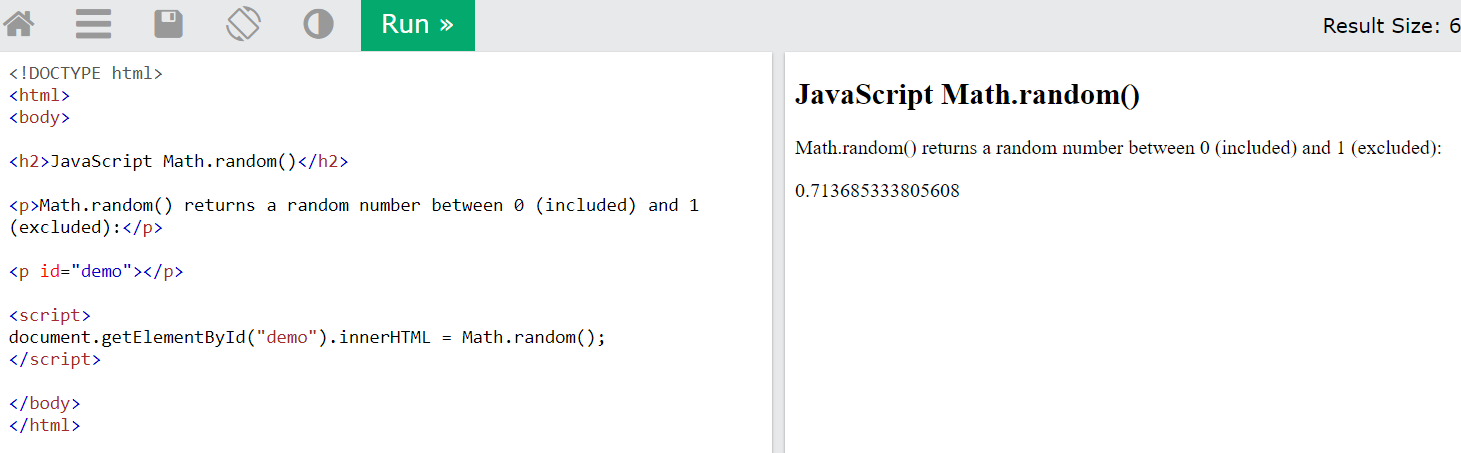 Run »
Result Size: 6
<!DOCTYPE html>
<html>
<body>
<h2>JavaScript Math.random()</h2>
<p>Math.random() returns a random number between 0 (included) and 1
(excluded):</p>
<p id="demo"></p>
<script>
document.getElementById("demo").innerHTML = Math.random();
</script>
</body>
</html>
JavaScript Math.random()
Math.random() returns a random number between 0 (included) and 1 (excluded):
0.713685333805608